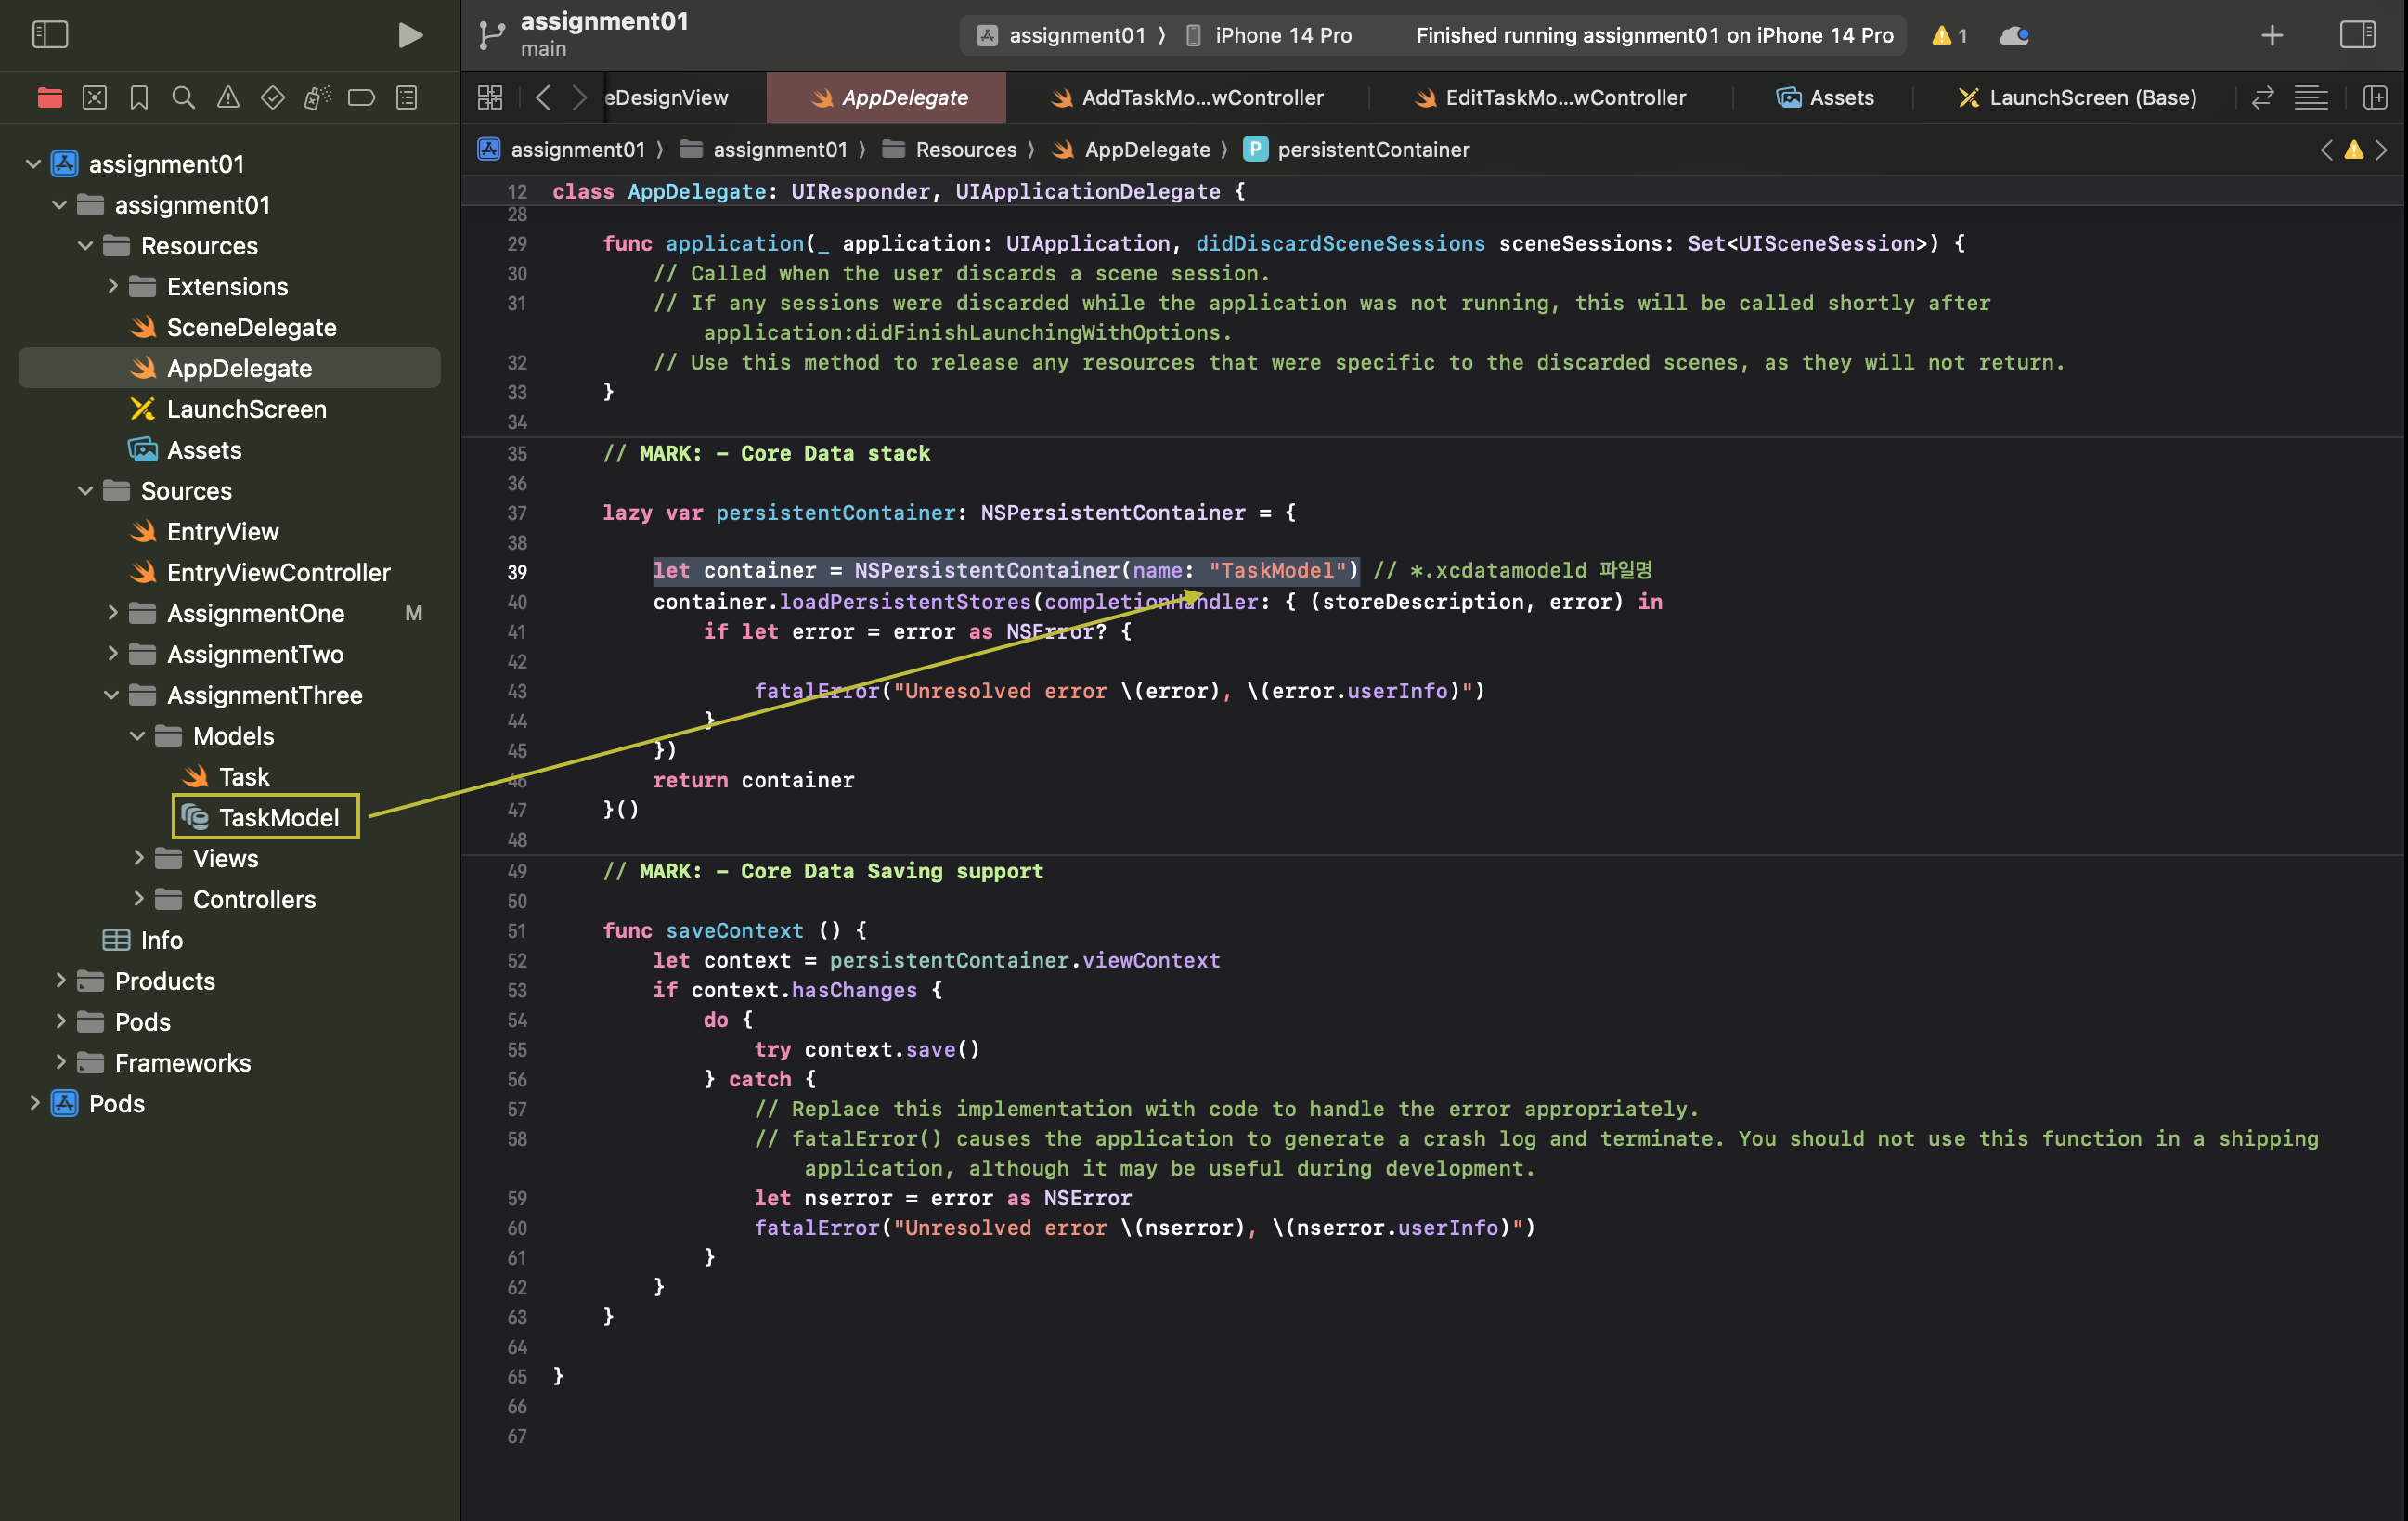 assignment01
main
assignment01 〉 iPhone 14 Pro
Finished running assignment01 on iPhone 14 Pro
1
eDesignView
AppDelegate
AddTaskMo...wController
EditTaskMo...wController
Assets
LaunchScreen (Base)
assignment01 〉 assignment01 〉 Resources 〉 AppDelegate 〉 P persistentContainer
assignment01
assignment01
Resources
Extensions
SceneDelegate
AppDelegate
LaunchScreen
Assets
Sources
EntryView
EntryViewController
AssignmentOne M
AssignmentTwo
AssignmentThree
Models
Task
TaskModel
Views
Controllers
Info
Products
Pods
Frameworks
Pods
12 class AppDelegate: UIResponder, UIApplicationDelegate {
28
29 func application(_ application: UIApplication, didDiscardSceneSessions sceneSessions: Set<UISceneSession>) {
30 // Called when the user discards a scene session.
31 // If any sessions were discarded while the application was not running, this will be called shortly after
application:didFinishLaunchingWithOptions.
32 // Use this method to release any resources that were specific to the discarded scenes, as they will not return.
33 }
34
35 // MARK: - Core Data stack
36
37 lazy var persistentContainer: NSPersistentContainer = {
38
39 let container = NSPersistentContainer(name: "TaskModel") // *.xcdatamodeld 파일명
40 container.loadPersistentStores(completionHandler: { (storeDescription, error) in
41 if let error = error as NSError? {
42
43 fatalError("Unresolved error \(error), \(error.userInfo)")
44 }
45 })
46 return container
47 }()
48
49 // MARK: - Core Data Saving support
50
51 func saveContext () {
52 let context = persistentContainer.viewContext
53 if context.hasChanges {
54 do {
55 try context.save()
56 } catch {
57 // Replace this implementation with code to handle the error appropriately.
58 // fatalError() causes the application to generate a crash log and terminate. You should not use this function in a shipping
application, although it may be useful during development.
59 let nserror = error as NSError
60 fatalError("Unresolved error \(nserror), \(nserror.userInfo)")
61 }
62 }
63 }
64
65 }
66
67